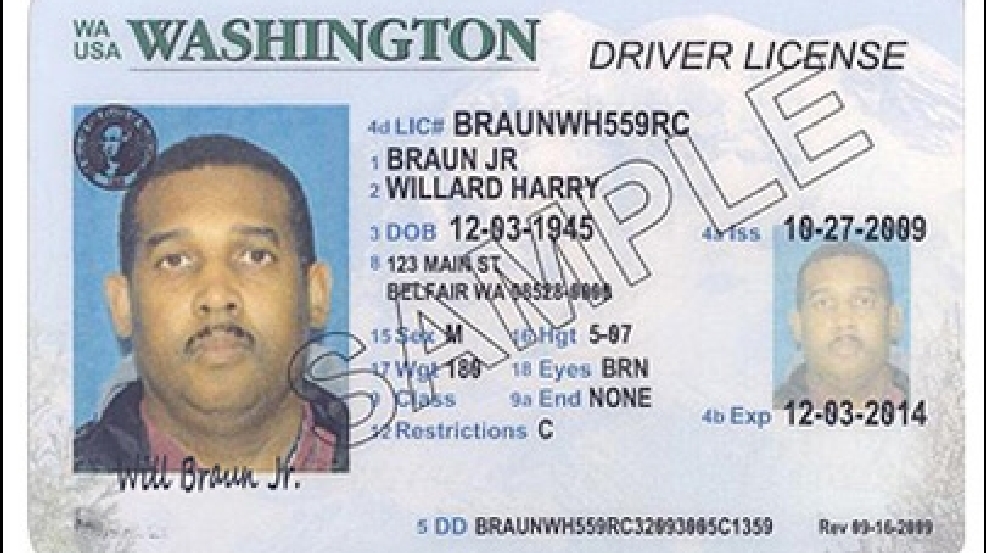 WA
USA
WASHINGTON
DRIVER LICENSE
4d LIC# BRAUNWH559RC
1 BRAUN JR
2 WILLARD HARRY
3 DOB 12-03-1945
4a Iss 10-27-2009
8 123 MAIN ST
BELFAIR WA
15 Sex M 16 Hgt 5-07
17 Wgt 180 18 Eyes BRN
9 Class 9a End NONE
12 Restrictions C
4b Exp 12-03-2014
SAMPLE
Will Braun Jr.
5 DD BRAUNWH559RC32093005C1359
Rev 09-16-2009